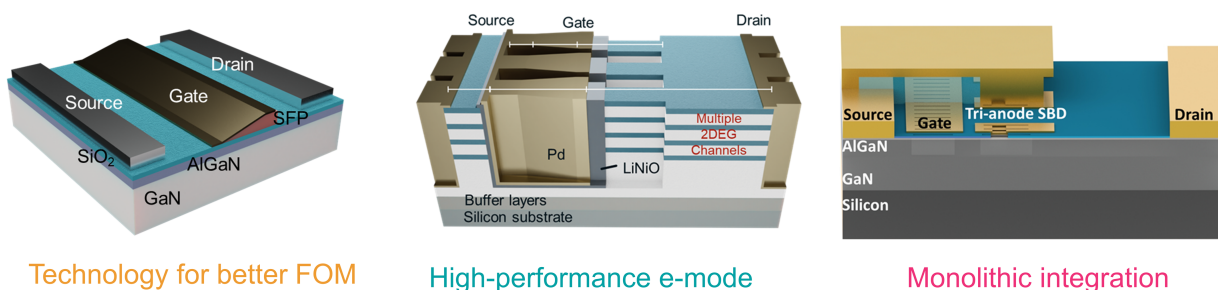 Source
Gate
Drain
SFP
SiO2
AlGaN
GaN
Technology for better FOM
Source
Gate
Drain
Multiple
2DEG
Channels
Pd
LiNiO
Buffer layers
Silicon substrate
High-performance e-mode
Source
Gate
Tri-anode SBD
Drain
AlGaN
GaN
Silicon
Monolithic integration